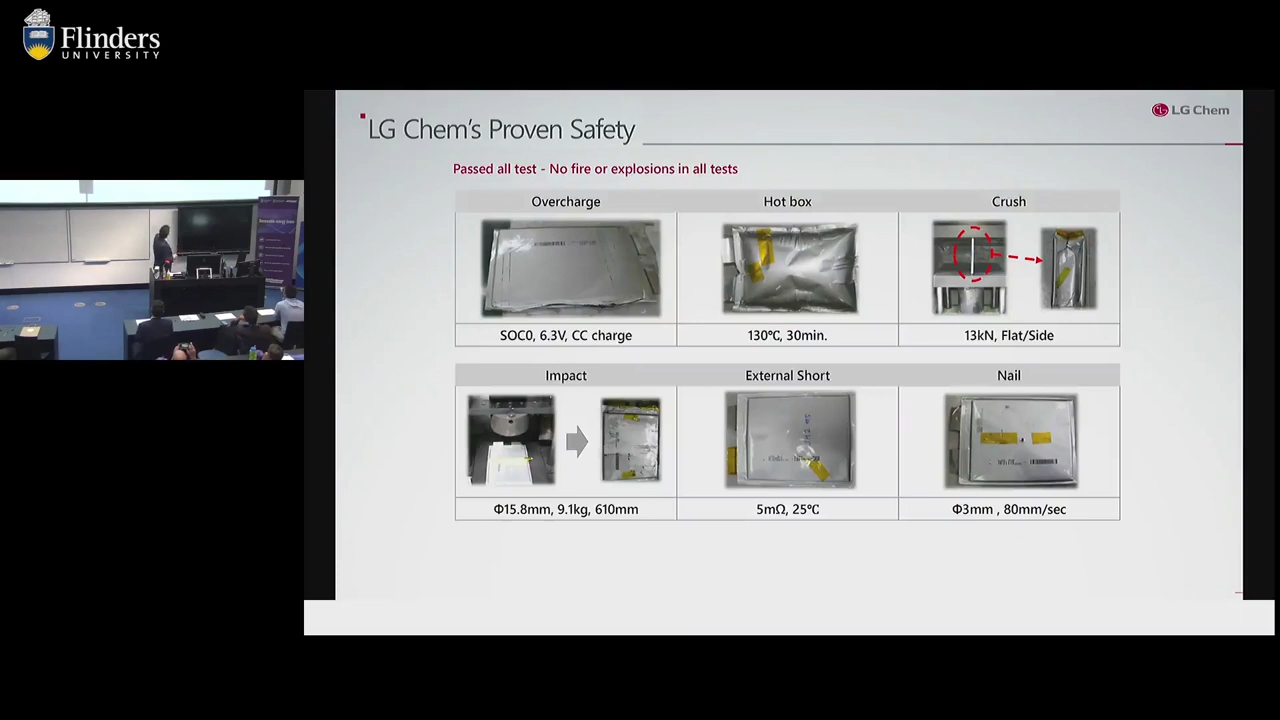 Flinders
UNIVERSITY
LG Chem
LG Chem's Proven Safety
Passed all test - No fire or explosions in all tests
Overcharge
Hot box
Crush
SOC0, 6.3V, CC charge
130℃, 30min.
13kN, Flat/Side
Impact
External Short
Nail
Φ15.8mm, 9.1kg, 610mm
5mΩ, 25℃
Φ3mm , 80mm/sec